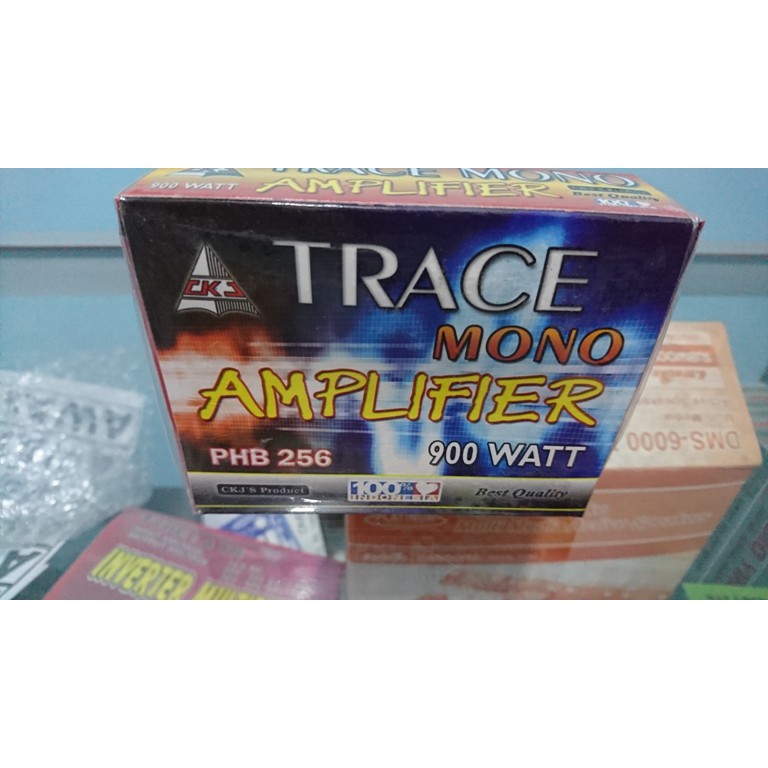 TRACE MONO
900 WATT AMPLIFIER Best Quality
CKJ
TRACE
MONO
AMPLIFIER
PHB 256 900 WATT
CKJ'S Product 100% INDONESIA Best Quality
DMS-6000
INVERTER